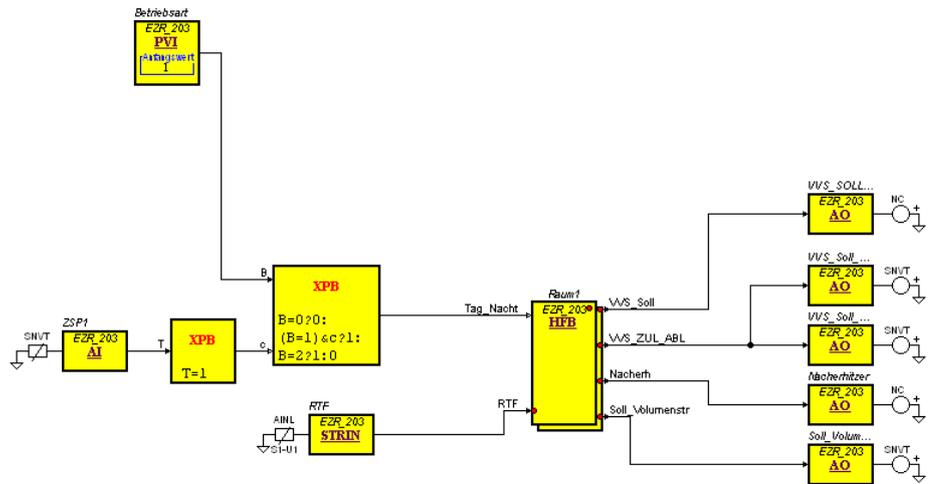 Betriebsart
EZR_203
PVI
Anfangswert
1
B
XPB
B=0?0:
(B=1)&c?1:
B=2?1:0
ZSP1
SNVT
EZR_203
AI
T
XPB
T=1
c
RTF
AINL
S1-U1
EZR_203
STRIN
Tag_Nacht
RTF
Raum1
EZR_203
HFB
VVS_Soll
VVS_ZUL_ABL
Nacherh
Soll_Volumenstr
VVS_SOLL...
EZR_203
AO
NC
+
VVS_Soll_...
EZR_203
AO
SNVT
+
VVS_Soll_...
EZR_203
AO
SNVT
+
Nacherhitzer
EZR_203
AO
NC
+
Soll_Volum...
EZR_203
AO
SNVT
+